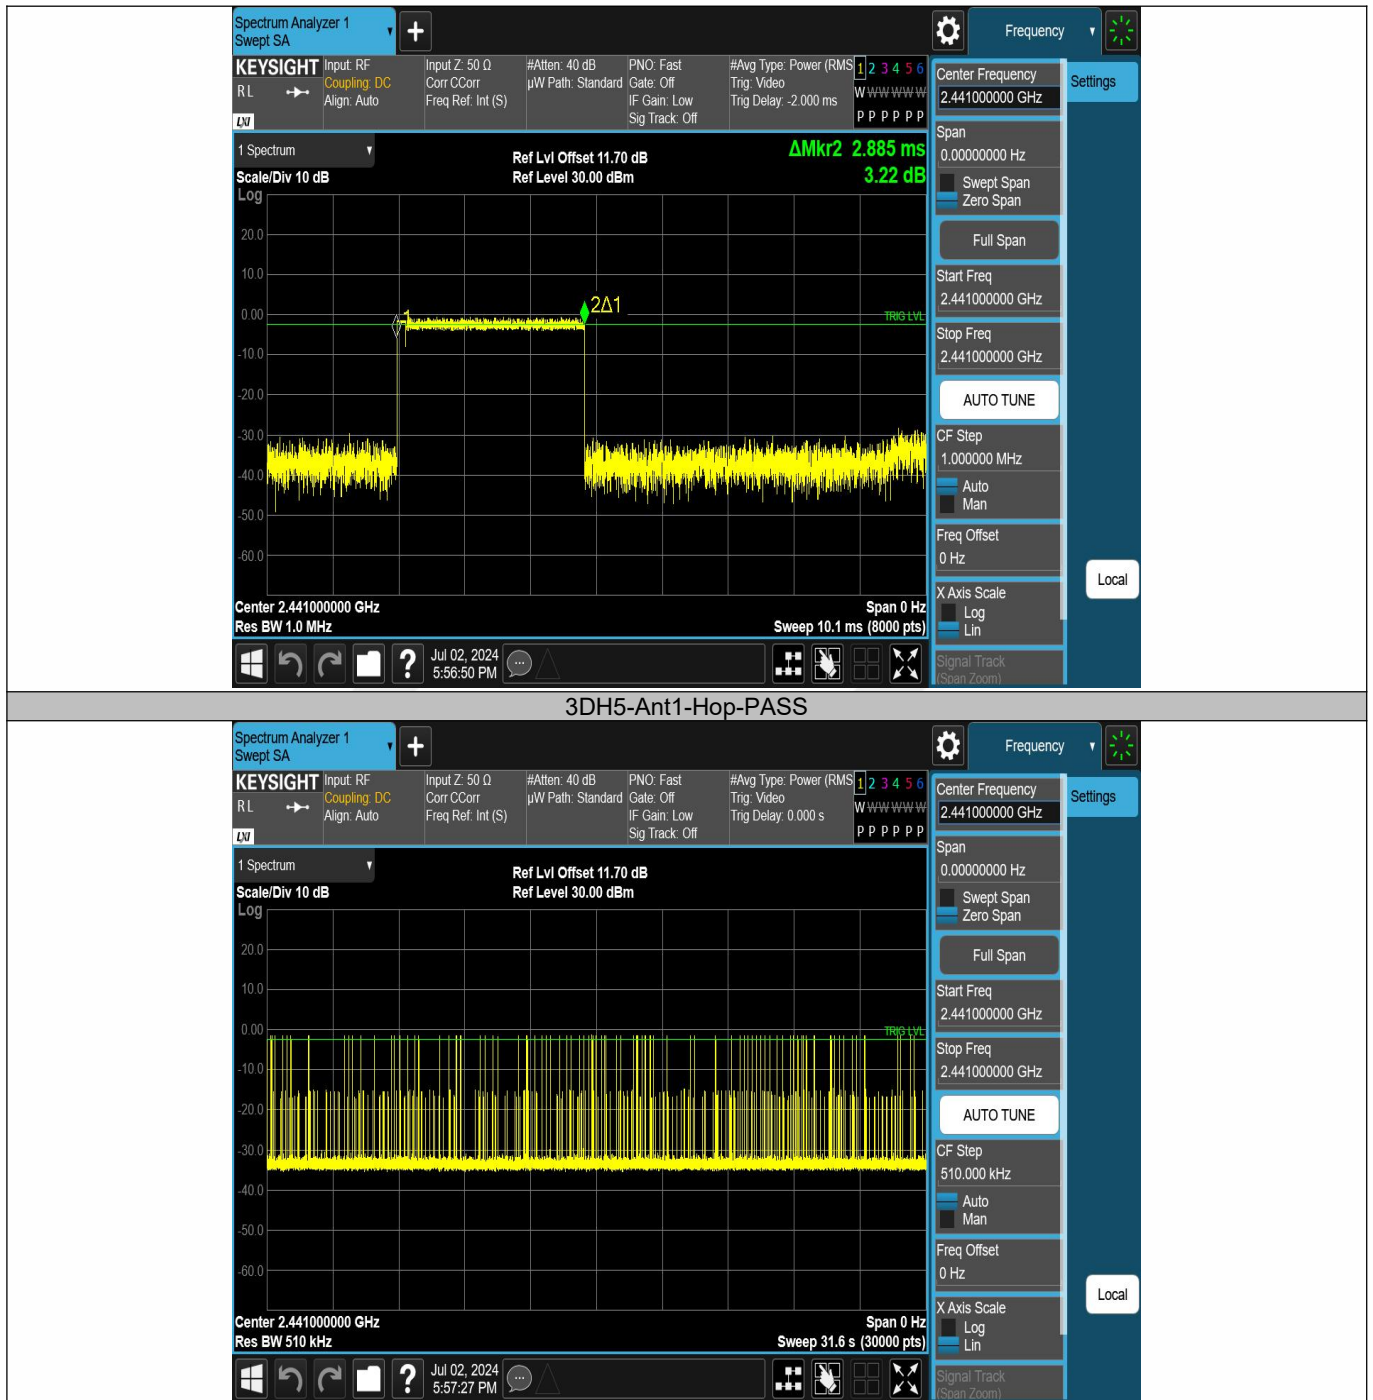 Spectrum Analyzer 1
Swept SA
Frequency
KEYSIGHT
RL
LXI
Input: RF
Coupling: DC
Align: Auto
Input Z: 50 Ω
Corr CCorr
Freq Ref: Int (S)
#Atten: 40 dB
µW Path: Standard
PNO: Fast
Gate: Off
IF Gain: Low
Sig Track: Off
#Avg Type: Power (RMS
Trig: Video
Trig Delay: -2.000 ms
1 2 3 4 5 6
W W W W W W
P P P P P P
Center Frequency
2.441000000 GHz
Settings
1 Spectrum
Scale/Div 10 dB
Log
Ref Lvl Offset 11.70 dB
Ref Level 30.00 dBm
ΔMkr2 2.885 ms
3.22 dB
Span
0.00000000 Hz
Swept Span
Zero Span
Full Span
Start Freq
2.441000000 GHz
Stop Freq
2.441000000 GHz
AUTO TUNE
CF Step
1.000000 MHz
Auto
Man
Freq Offset
0 Hz
X Axis Scale
Log
Lin
Signal Track
(Span Zoom)
Local
20.0
10.0
0.00
-10.0
-20.0
-30.0
-40.0
-50.0
-60.0
1
2Δ1
TRIG LVL
Center 2.441000000 GHz
Res BW 1.0 MHz
Span 0 Hz
Sweep 10.1 ms (8000 pts)
?
Jul 02, 2024
5:56:50 PM
3DH5-Ant1-Hop-PASS
Spectrum Analyzer 1
Swept SA
Frequency
KEYSIGHT
RL
LXI
Input: RF
Coupling: DC
Align: Auto
Input Z: 50 Ω
Corr CCorr
Freq Ref: Int (S)
#Atten: 40 dB
µW Path: Standard
PNO: Fast
Gate: Off
IF Gain: Low
Sig Track: Off
#Avg Type: Power (RMS
Trig: Video
Trig Delay: 0.000 s
1 2 3 4 5 6
W W W W W W
P P P P P P
Center Frequency
2.441000000 GHz
Settings
1 Spectrum
Scale/Div 10 dB
Log
Ref Lvl Offset 11.70 dB
Ref Level 30.00 dBm
Span
0.00000000 Hz
Swept Span
Zero Span
Full Span
Start Freq
2.441000000 GHz
Stop Freq
2.441000000 GHz
AUTO TUNE
CF Step
510.000 kHz
Auto
Man
Freq Offset
0 Hz
X Axis Scale
Log
Lin
Signal Track
(Span Zoom)
Local
20.0
10.0
0.00
-10.0
-20.0
-30.0
-40.0
-50.0
-60.0
TRIG LVL
Center 2.441000000 GHz
Res BW 510 kHz
Span 0 Hz
Sweep 31.6 s (30000 pts)
?
Jul 02, 2024
5:57:27 PM